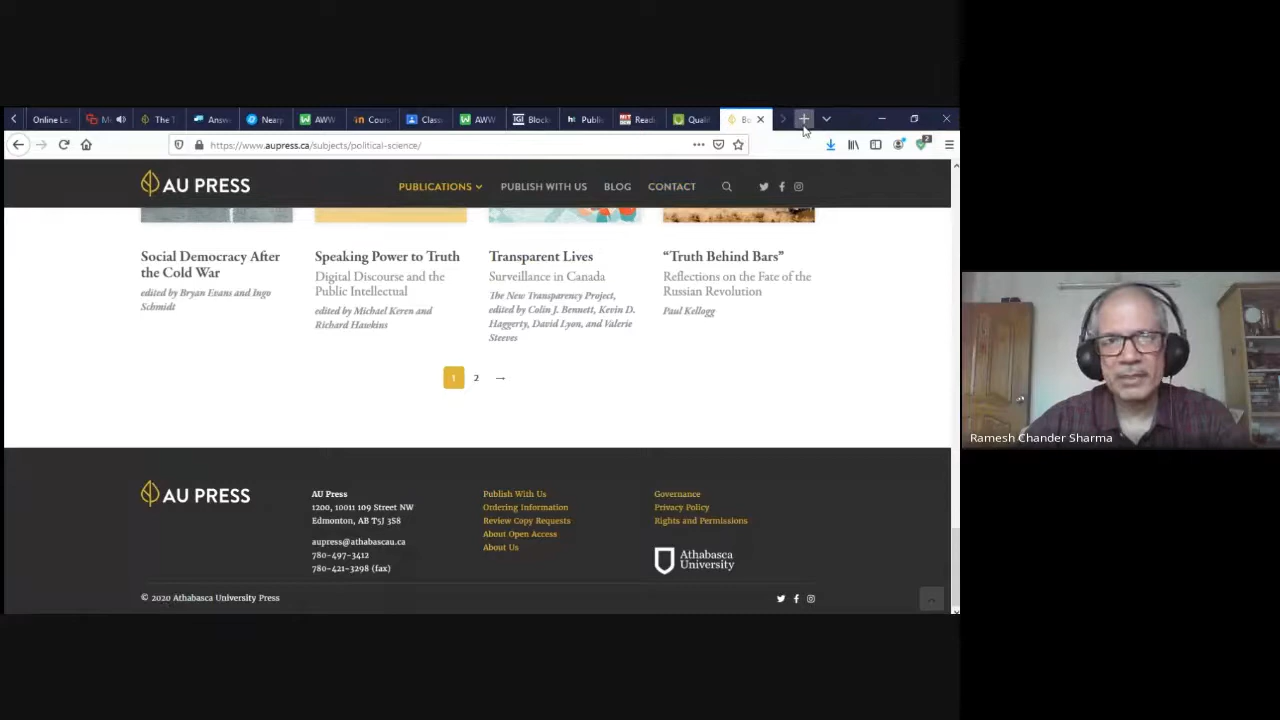 Online Le
M
The T
Answ
Nearp
AWW
Cour
Class
AWW
Block
Public
Readi
Quali
Bo
https://www.aupress.ca/subjects/political-science/
2
AU PRESS
PUBLICATIONS
PUBLISH WITH US
BLOG
CONTACT
Social Democracy After
the Cold War
edited by Bryan Evans and Ingo
Schmidt
Speaking Power to Truth
Digital Discourse and the
Public Intellectual
edited by Michael Keren and
Richard Hawkins
Transparent Lives
Surveillance in Canada
The New Transparency Project,
edited by Colin J. Bennett, Kevin D.
Haggerty, David Lyon, and Valerie
Steeves
“Truth Behind Bars”
Reflections on the Fate of the
Russian Revolution
Paul Kellogg
1 2 →
AU PRESS
AU Press
1200, 10011 109 Street NW
Edmonton, AB T5J 3S8
aupress@athabascau.ca
780-497-3412
780-421-3298 (fax)
Publish With Us
Ordering Information
Review Copy Requests
About Open Access
About Us
Governance
Privacy Policy
Rights and Permissions
Athabasca
University
© 2020 Athabasca University Press
Ramesh Chander Sharma